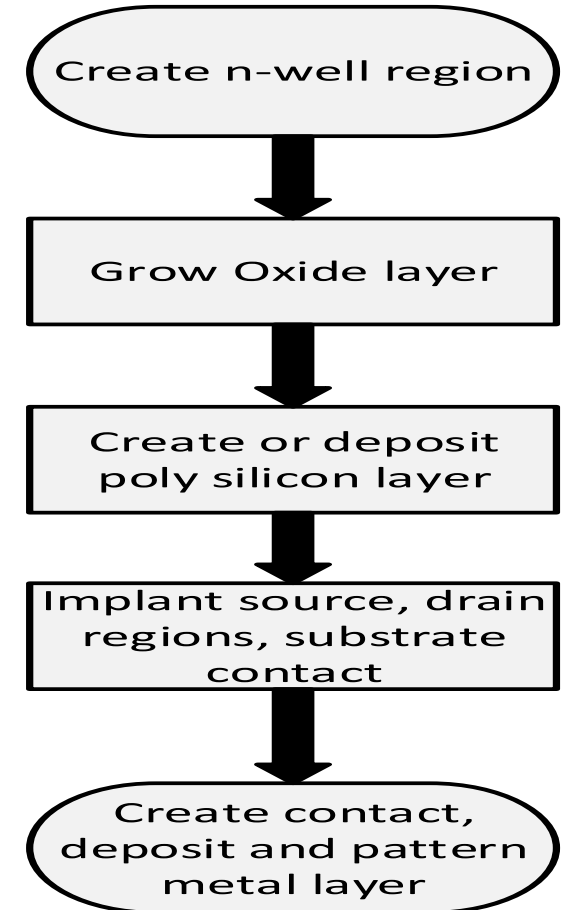 Create n-well region
Grow Oxide layer
Create or deposit
poly silicon layer
Implant source, drain
regions, substrate
contact
Create contact,
deposit and pattern
metal layer